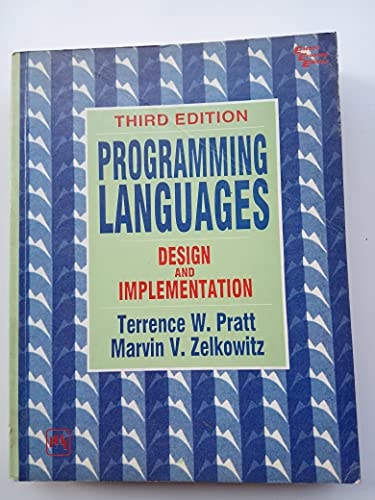 THIRD EDITION
PROGRAMMING
LANGUAGES
DESIGN
AND
IMPLEMENTATION
Terrence W. Pratt
Marvin V. Zelkowitz